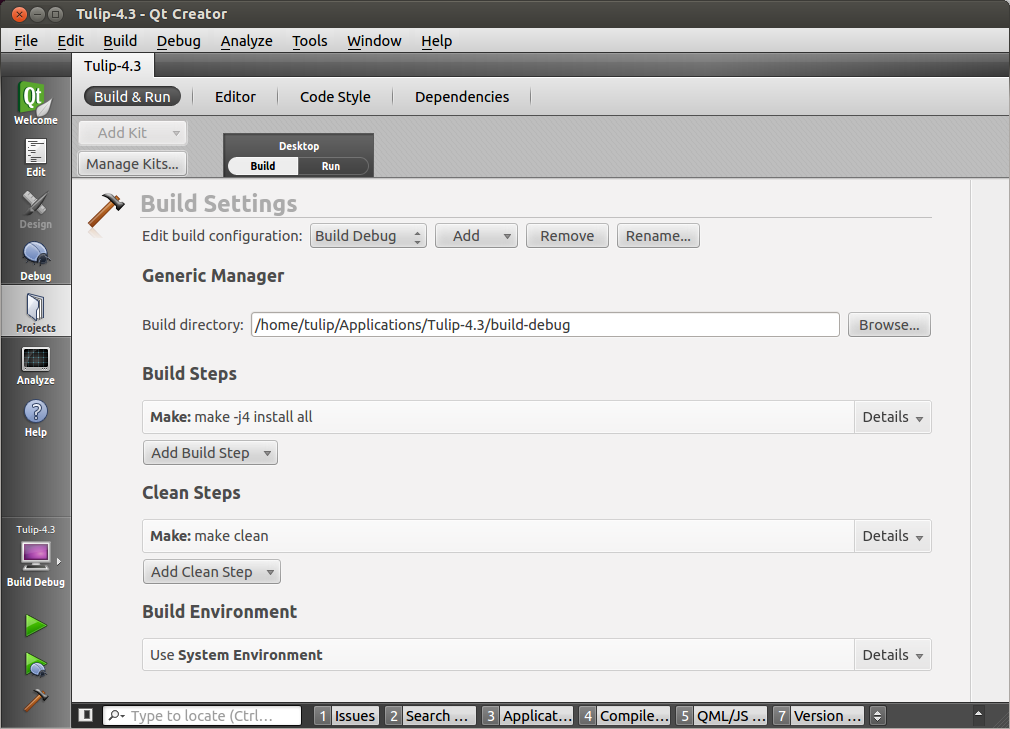 Tulip-4.3 - Qt Creator
File Edit Build Debug Analyze Tools Window Help
Tulip-4.3
Build & Run Editor Code Style Dependencies
Qt
Welcome
Edit
Design
Debug
Projects
Analyze
Help
Add Kit
Manage Kits...
Desktop
Build Run
Build Settings
Edit build configuration: Build Debug Add Remove Rename...
Generic Manager
Build directory: /home/tulip/Applications/Tulip-4.3/build-debug Browse...
Build Steps
Make: make -j4 install all Details
Add Build Step
Clean Steps
Make: make clean Details
Add Clean Step
Build Environment
Use System Environment Details
Tulip-4.3
Build Debug
Type to locate (Ctrl... 1 Issues 2 Search ... 3 Applicat... 4 Compile... 5 QML/JS ... 7 Version ...